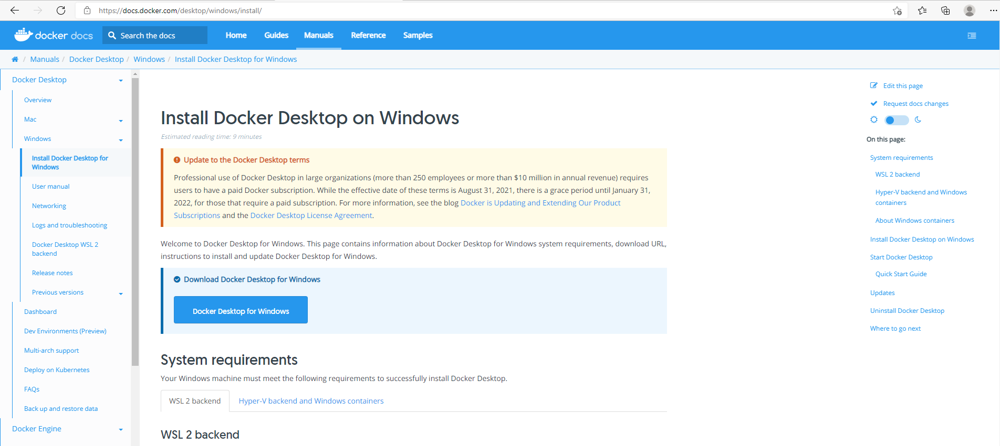 https://docs.docker.com/desktop/windows/install/
docker docs
Search the docs
Home
Guides
Manuals
Reference
Samples
/ Manuals / Docker Desktop / Windows / Install Docker Desktop for Windows
Docker Desktop
Overview
Mac
Windows
Install Docker Desktop for
Windows
User manual
Networking
Logs and troubleshooting
Docker Desktop WSL 2
backend
Release notes
Previous versions
Dashboard
Dev Environments (Preview)
Multi-arch support
Deploy on Kubernetes
FAQs
Back up and restore data
Docker Engine
Install Docker Desktop on Windows
Estimated reading time: 9 minutes
Update to the Docker Desktop terms
Professional use of Docker Desktop in large organizations (more than 250 employees or more than $10 million in annual revenue) requires
users to have a paid Docker subscription. While the effective date of these terms is August 31, 2021, there is a grace period until January 31,
2022, for those that require a paid subscription. For more information, see the blog Docker is Updating and Extending Our Product
Subscriptions and the Docker Desktop License Agreement.
Welcome to Docker Desktop for Windows. This page contains information about Docker Desktop for Windows system requirements, download URL,
instructions to install and update Docker Desktop for Windows.
Download Docker Desktop for Windows
Docker Desktop for Windows
System requirements
Your Windows machine must meet the following requirements to successfully install Docker Desktop.
WSL 2 backend
Hyper-V backend and Windows containers
WSL 2 backend
Edit this page
Request docs changes
On this page:
System requirements
WSL 2 backend
Hyper-V backend and Windows
containers
About Windows containers
Install Docker Desktop on Windows
Start Docker Desktop
Quick Start Guide
Updates
Uninstall Docker Desktop
Where to go next